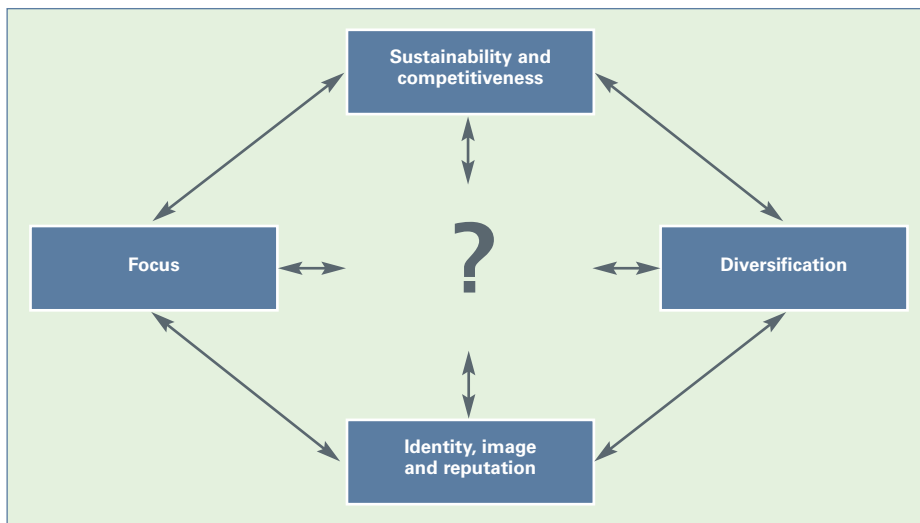 Sustainability and
competitiveness
Focus
?
Diversification
Identity, image
and reputation